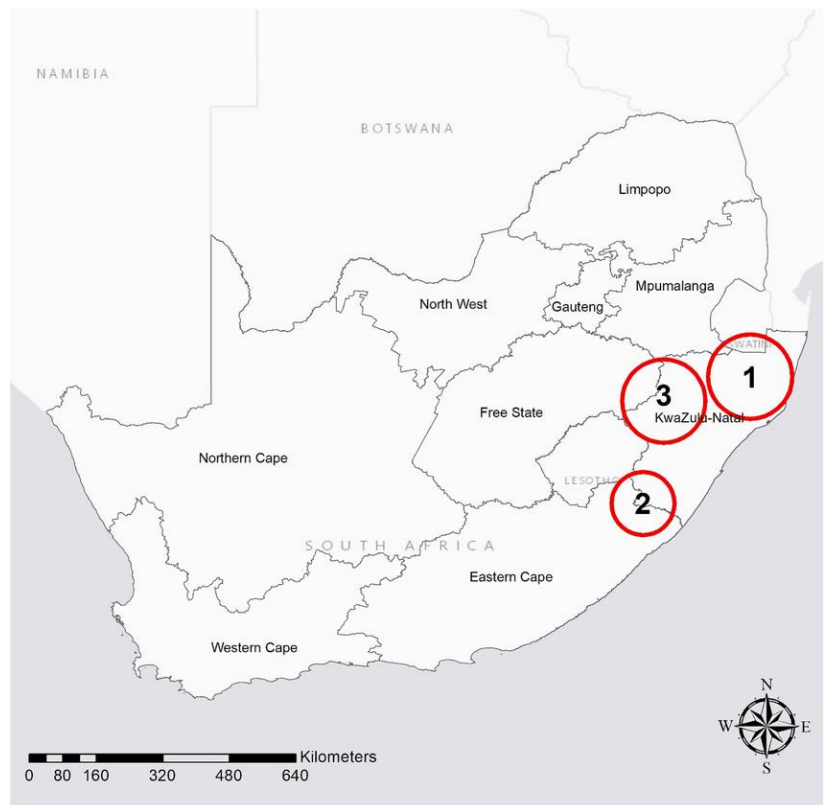 NAMIBIA
BOTSWANA
Limpopo
Mpumalanga
North West
Gauteng
SWATINI
1
3
Free State
KwaZulu-Natal
Northern Cape
LESOTHO
2
SOUTH AFRICA
Eastern Cape
Western Cape
N
W E
S
Kilometers
0 80 160 320 480 640